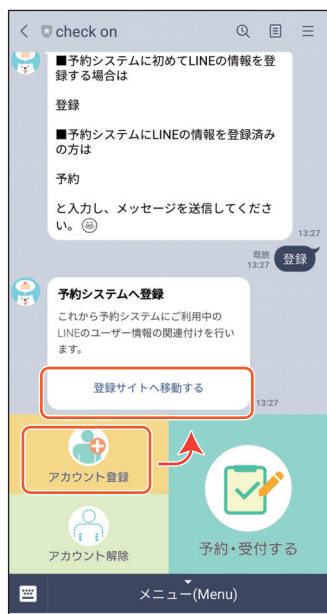 check on
■予約システムに初めてLINEの情報を登
録する場合は
登録
■予約システムにLINEの情報を登録済み
の方は
予約
と入力し、メッセージを送信してくださ
い。
13:27
既読
13:27
登録
予約システムへ登録
これから予約システムにご利用中の
LINEのユーザー情報の関連付けを行い
ます。
登録サイトへ移動する
13:27
アカウント登録
アカウント解除
予約・受付する
メニュー(Menu)